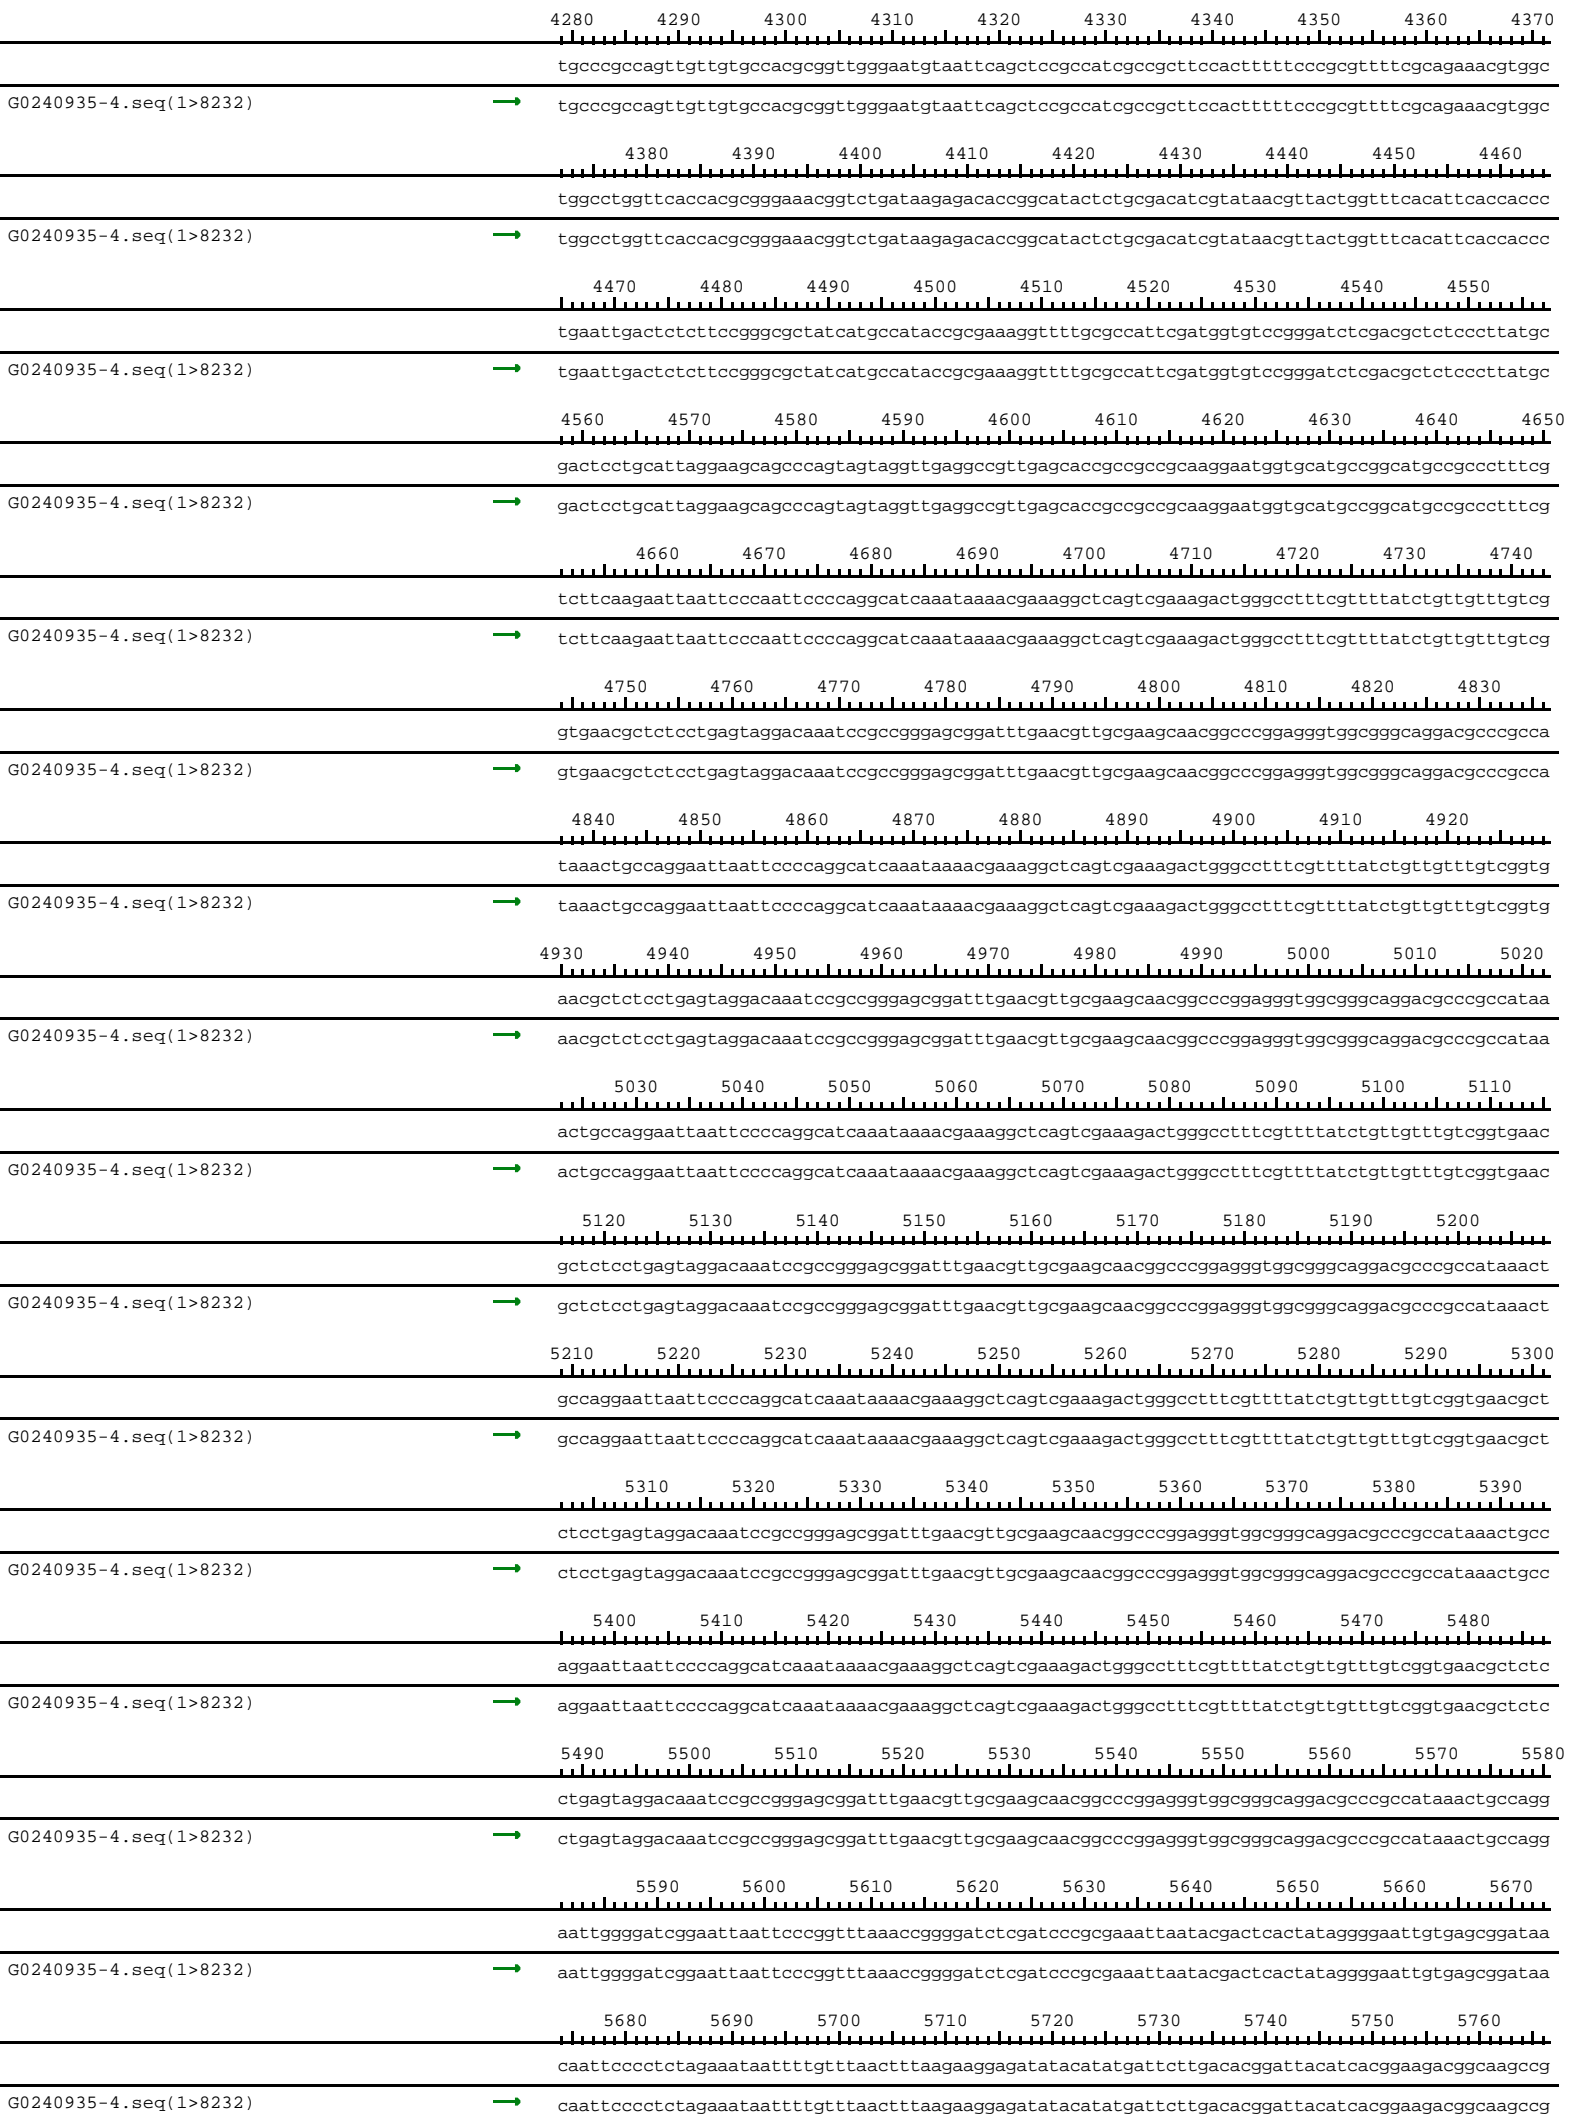 4280 4290 4300 4310 4320 4330 4340 4350 4360 4370
tgcccgccagttgttgtgccacgcggttgggaatgtaattcagctccgccatcgccgcttccactttttcccgcgttttcgcagaaacgtggc
G0240935-4.seq(1>8232) tgcccgccagttgttgtgccacgcggttgggaatgtaattcagctccgccatcgccgcttccactttttcccgcgttttcgcagaaacgtggc
4380 4390 4400 4410 4420 4430 4440 4450 4460
tggcctggttcaccacgcgggaaacggtctgataagagacaccggcatactctgcgacatcgtataacgttactggtttcacattcaccaccc
G0240935-4.seq(1>8232) tggcctggttcaccacgcgggaaacggtctgataagagacaccggcatactctgcgacatcgtataacgttactggtttcacattcaccaccc
4470 4480 4490 4500 4510 4520 4530 4540 4550
tgaattgactctcttccgggcgctatcatgccataccgcgaaaggttttgcgccattcgatggtgtccgggatctcgacgctctcccttatgc
G0240935-4.seq(1>8232) tgaattgactctcttccgggcgctatcatgccataccgcgaaaggttttgcgccattcgatggtgtccgggatctcgacgctctcccttatgc
4560 4570 4580 4590 4600 4610 4620 4630 4640 4650
gactcctgcattaggaagcagcccagtagtaggttgaggccgttgagcaccgccgccgcaaggaatggtgcatgccggcatgccgccctttcg
G0240935-4.seq(1>8232) gactcctgcattaggaagcagcccagtagtaggttgaggccgttgagcaccgccgccgcaaggaatggtgcatgccggcatgccgccctttcg
4660 4670 4680 4690 4700 4710 4720 4730 4740
tcttcaagaattaattcccaattccccaggcatcaaataaaacgaaaggctcagtcgaaagactgggcctttcgttttatctgttgtttgtcg
G0240935-4.seq(1>8232) tcttcaagaattaattcccaattccccaggcatcaaataaaacgaaaggctcagtcgaaagactgggcctttcgttttatctgttgtttgtcg
4750 4760 4770 4780 4790 4800 4810 4820 4830
gtgaacgctctcctgagtaggacaaatccgccgggagcggatttgaacgttgcgaagcaacggcccggagggtggcgggcaggacgcccgcca
G0240935-4.seq(1>8232) gtgaacgctctcctgagtaggacaaatccgccgggagcggatttgaacgttgcgaagcaacggcccggagggtggcgggcaggacgcccgcca
4840 4850 4860 4870 4880 4890 4900 4910 4920
taaactgccaggaattaattccccaggcatcaaataaaacgaaaggctcagtcgaaagactgggcctttcgttttatctgttgtttgtcggtg
G0240935-4.seq(1>8232) taaactgccaggaattaattccccaggcatcaaataaaacgaaaggctcagtcgaaagactgggcctttcgttttatctgttgtttgtcggtg
4930 4940 4950 4960 4970 4980 4990 5000 5010 5020
aacgctctcctgagtaggacaaatccgccgggagcggatttgaacgttgcgaagcaacggcccggagggtggcgggcaggacgcccgccataa
G0240935-4.seq(1>8232) aacgctctcctgagtaggacaaatccgccgggagcggatttgaacgttgcgaagcaacggcccggagggtggcgggcaggacgcccgccataa
5030 5040 5050 5060 5070 5080 5090 5100 5110
actgccaggaattaattccccaggcatcaaataaaacgaaaggctcagtcgaaagactgggcctttcgttttatctgttgtttgtcggtgaac
G0240935-4.seq(1>8232) actgccaggaattaattccccaggcatcaaataaaacgaaaggctcagtcgaaagactgggcctttcgttttatctgttgtttgtcggtgaac
5120 5130 5140 5150 5160 5170 5180 5190 5200
gctctcctgagtaggacaaatccgccgggagcggatttgaacgttgcgaagcaacggcccggagggtggcgggcaggacgcccgccataaact
G0240935-4.seq(1>8232) gctctcctgagtaggacaaatccgccgggagcggatttgaacgttgcgaagcaacggcccggagggtggcgggcaggacgcccgccataaact
5210 5220 5230 5240 5250 5260 5270 5280 5290 5300
gccaggaattaattccccaggcatcaaataaaacgaaaggctcagtcgaaagactgggcctttcgttttatctgttgtttgtcggtgaacgct
G0240935-4.seq(1>8232) gccaggaattaattccccaggcatcaaataaaacgaaaggctcagtcgaaagactgggcctttcgttttatctgttgtttgtcggtgaacgct
5310 5320 5330 5340 5350 5360 5370 5380 5390
ctcctgagtaggacaaatccgccgggagcggatttgaacgttgcgaagcaacggcccggagggtggcgggcaggacgcccgccataaactgcc
G0240935-4.seq(1>8232) ctcctgagtaggacaaatccgccgggagcggatttgaacgttgcgaagcaacggcccggagggtggcgggcaggacgcccgccataaactgcc
5400 5410 5420 5430 5440 5450 5460 5470 5480
aggaattaattccccaggcatcaaataaaacgaaaggctcagtcgaaagactgggcctttcgttttatctgttgtttgtcggtgaacgctctc
G0240935-4.seq(1>8232) aggaattaattccccaggcatcaaataaaacgaaaggctcagtcgaaagactgggcctttcgttttatctgttgtttgtcggtgaacgctctc
5490 5500 5510 5520 5530 5540 5550 5560 5570 5580
ctgagtaggacaaatccgccgggagcggatttgaacgttgcgaagcaacggcccggagggtggcgggcaggacgcccgccataaactgccagg
G0240935-4.seq(1>8232) ctgagtaggacaaatccgccgggagcggatttgaacgttgcgaagcaacggcccggagggtggcgggcaggacgcccgccataaactgccagg
5590 5600 5610 5620 5630 5640 5650 5660 5670
aattggggatcggaattaattcccggtttaaaccggggatctcgatcccgcgaaattaatacgactcactataggggaattgtgagcggataa
G0240935-4.seq(1>8232) aattggggatcggaattaattcccggtttaaaccggggatctcgatcccgcgaaattaatacgactcactataggggaattgtgagcggataa
5680 5690 5700 5710 5720 5730 5740 5750 5760
caattcccctctagaaataattttgtttaactttaagaaggagatatacatatgattcttgacacggattacatcacggaagacggcaagccg
G0240935-4.seq(1>8232) caattcccctctagaaataattttgtttaactttaagaaggagatatacatatgattcttgacacggattacatcacggaagacggcaagccg